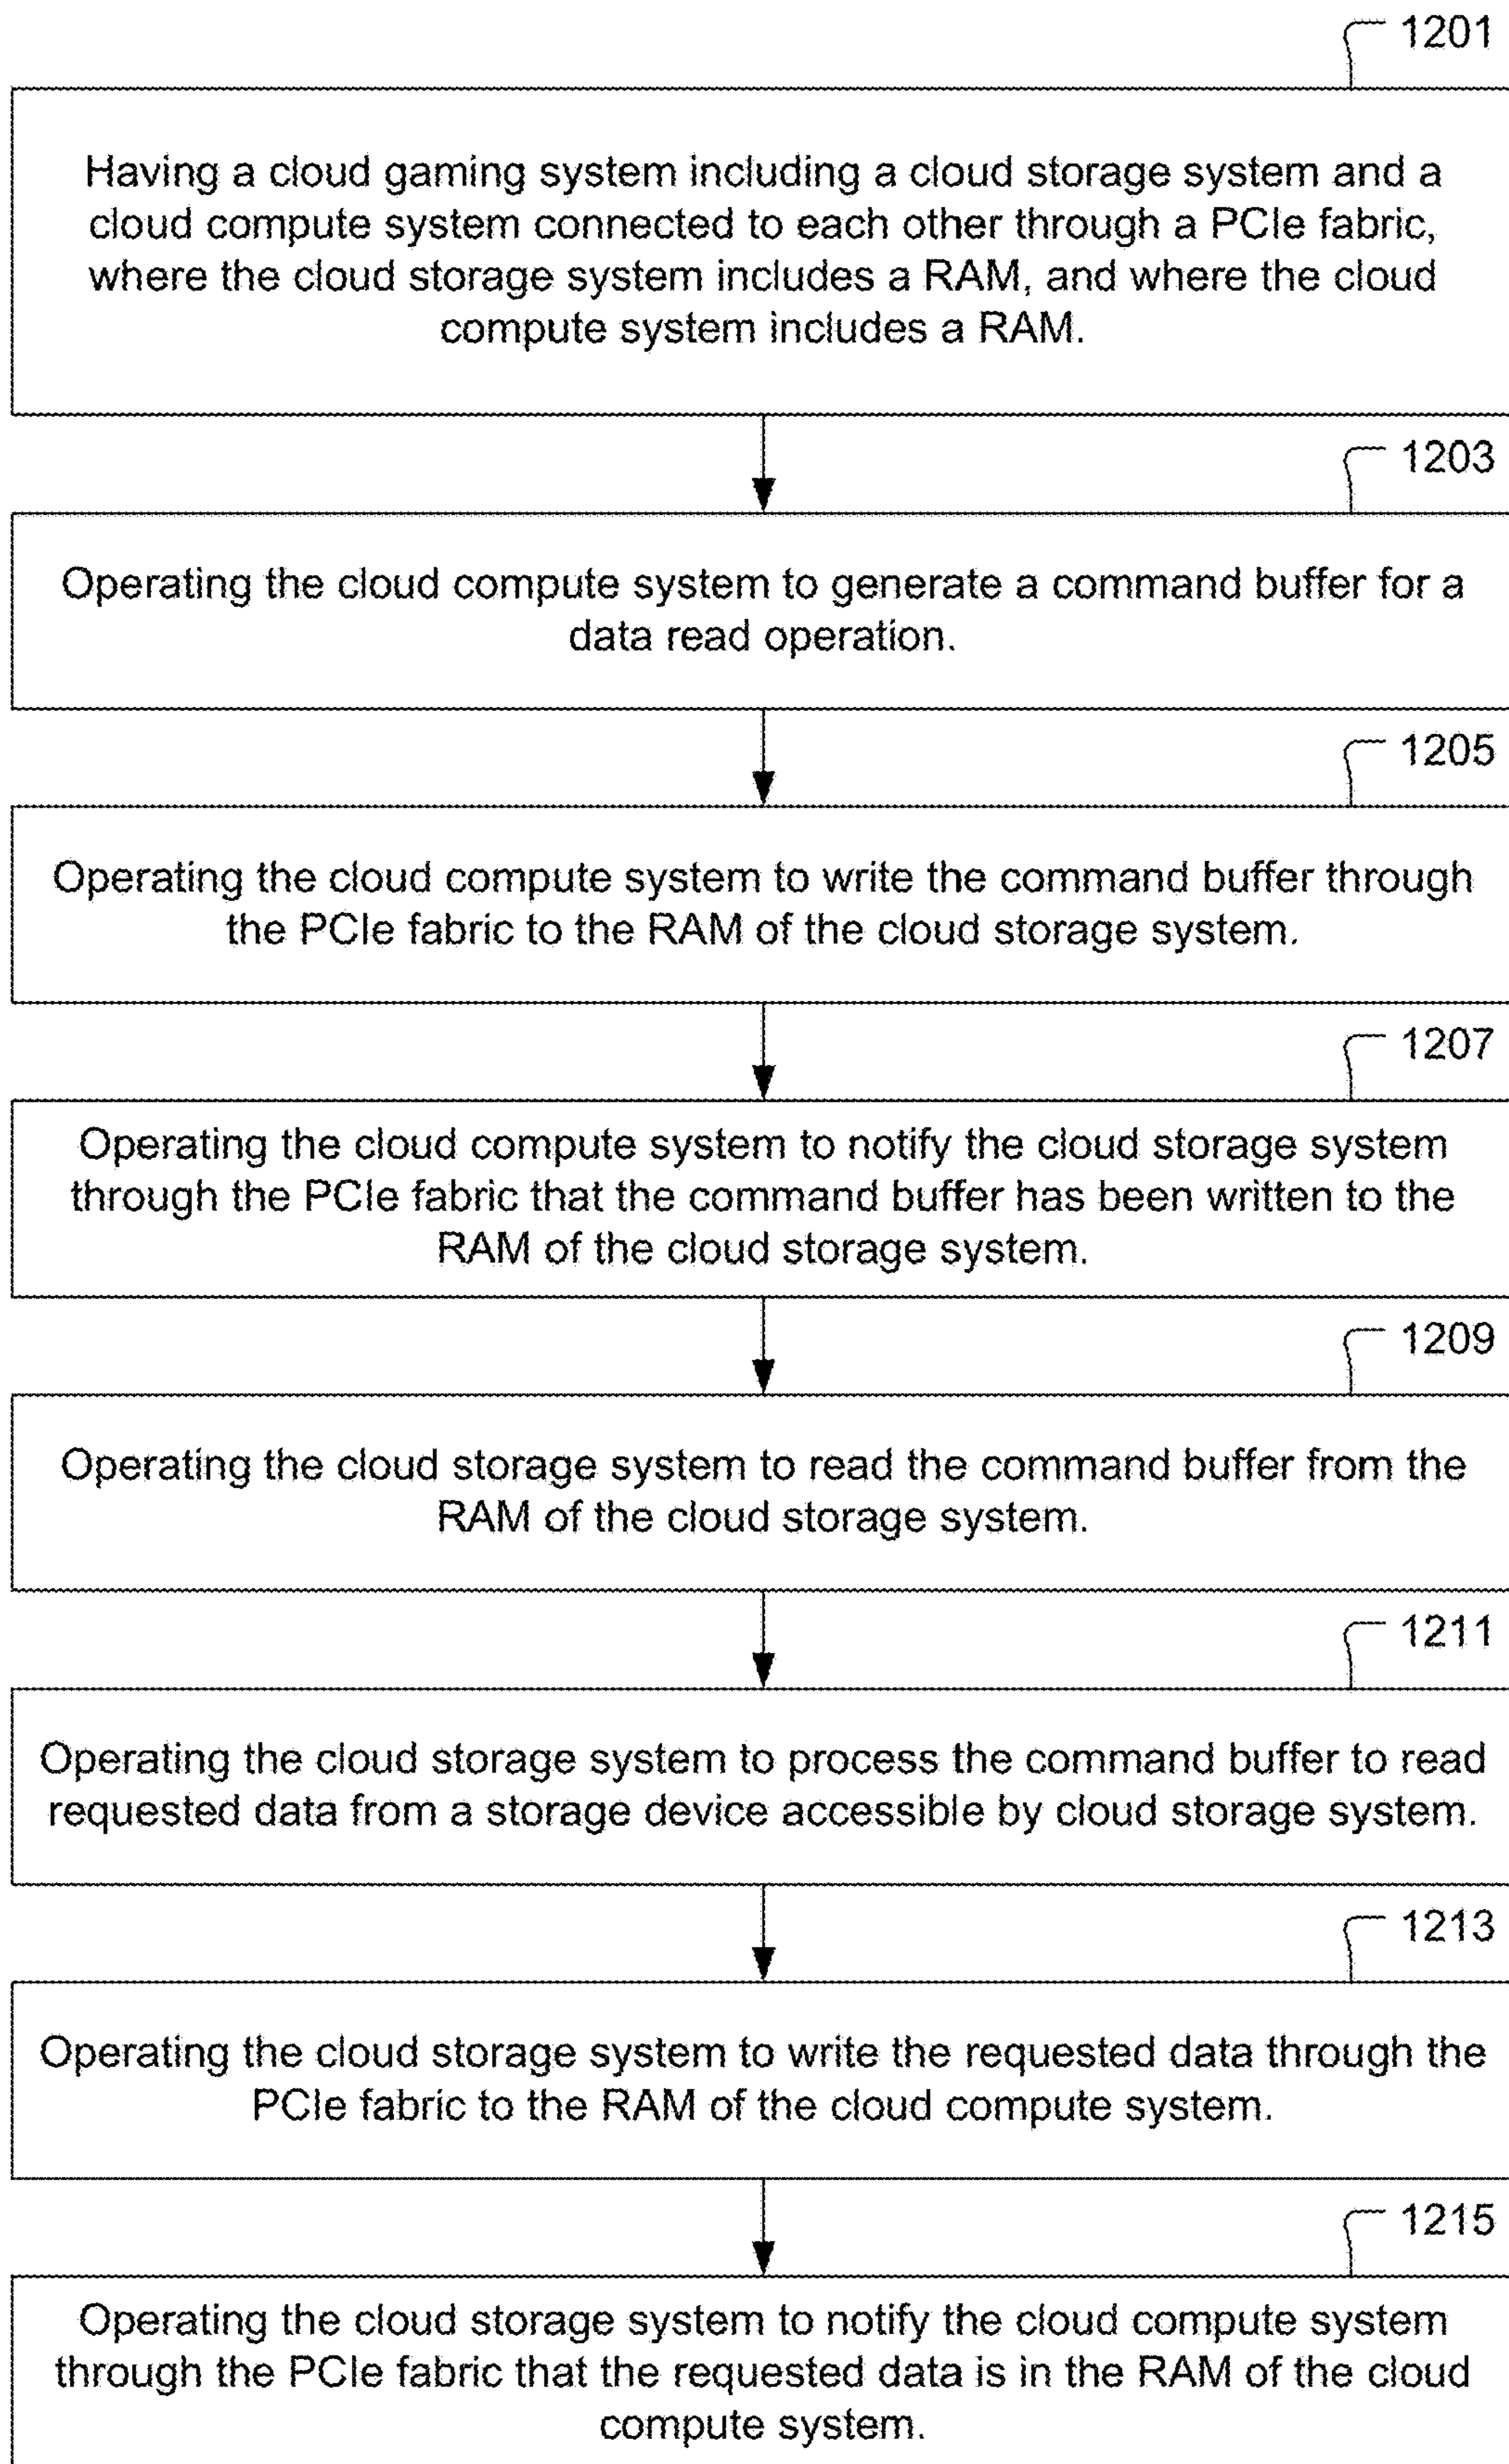 1201
Having a cloud gaming system including a cloud storage system and a
cloud compute system connected to each other through a PCIe fabric,
where the cloud storage system includes a RAM, and where the cloud
compute system includes a RAM.
1203
Operating the cloud compute system to generate a command buffer for a
data read operation.
1205
Operating the cloud compute system to write the command buffer through
the PCIe fabric to the RAM of the cloud storage system.
1207
Operating the cloud compute system to notify the cloud storage system
through the PCIe fabric that the command buffer has been written to the
RAM of the cloud storage system.
1209
Operating the cloud storage system to read the command buffer from the
RAM of the cloud storage system.
1211
Operating the cloud storage system to process the command buffer to read
requested data from a storage device accessible by cloud storage system.
1213
Operating the cloud storage system to write the requested data through the
PCIe fabric to the RAM of the cloud compute system.
1215
Operating the cloud storage system to notify the cloud compute system
through the PCIe fabric that the requested data is in the RAM of the cloud
compute system.